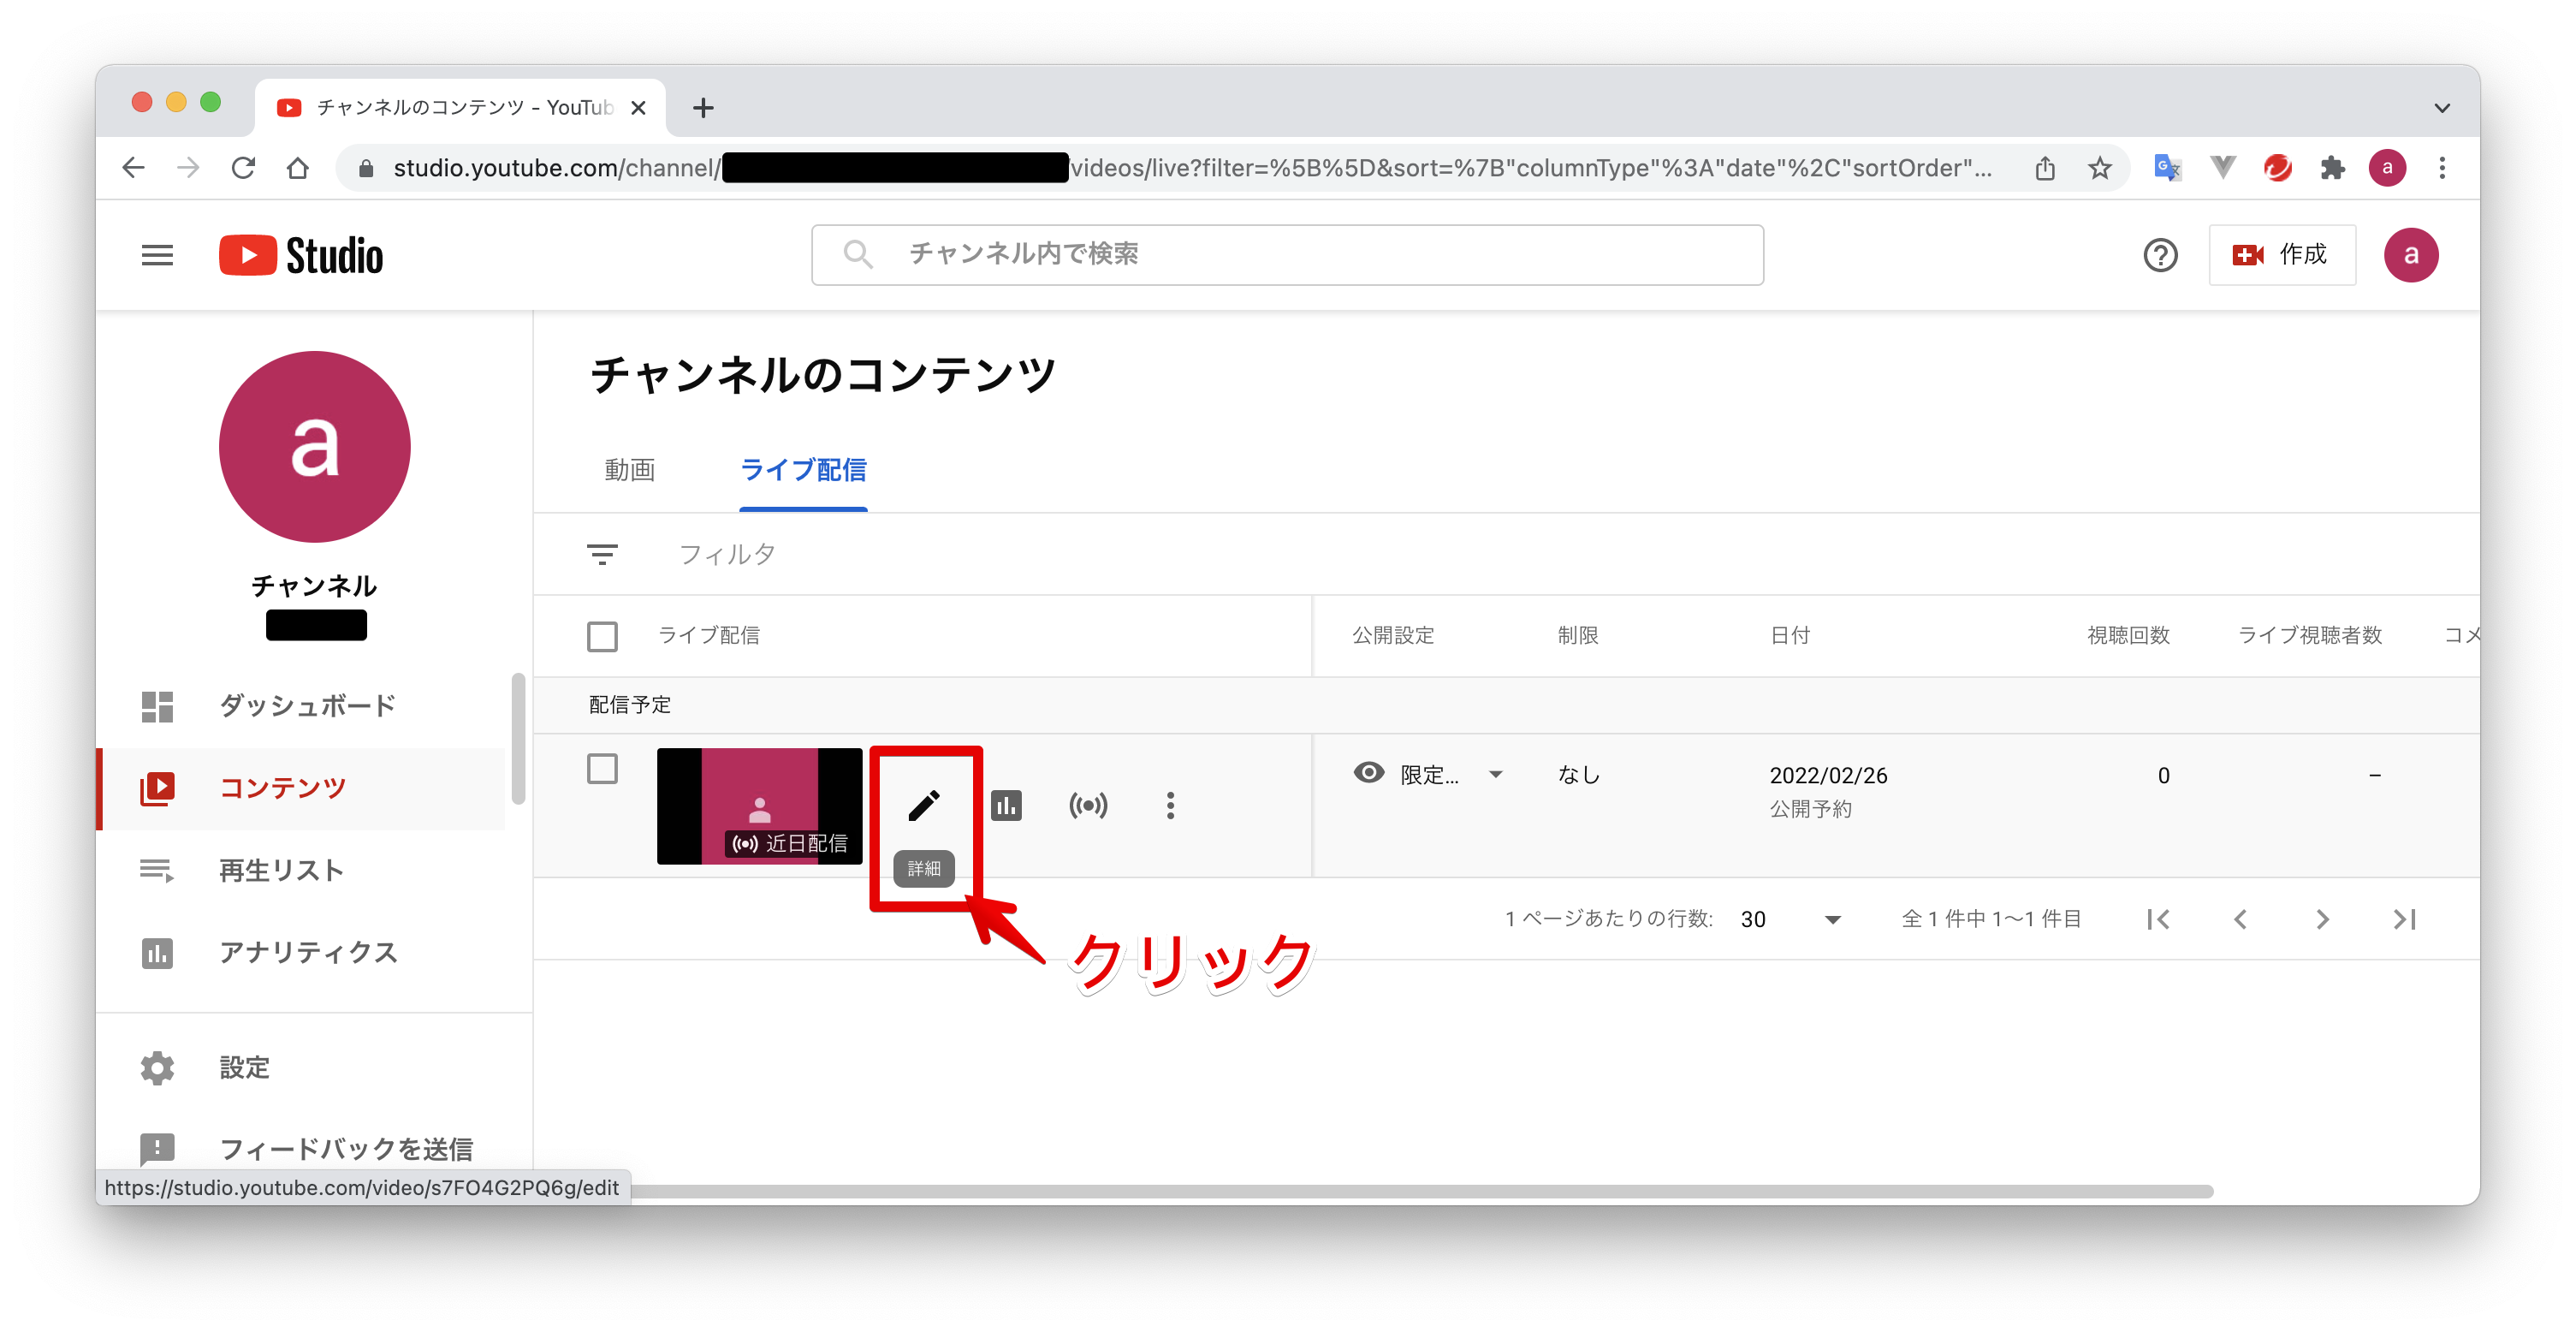 チャンネルのコンテンツ - YouTub
studio.youtube.com/channel/ /videos/live?filter=%5B%5D&sort=%7B"columnType"%3A"date"%2C"sortOrder"...
a
Studio
チャンネル内で検索
作成
a
a
チャンネル
ダッシュボード
コンテンツ
再生リスト
アナリティクス
設定
フィードバックを送信
https://studio.youtube.com/video/s7FO4G2PQ6g/edit
チャンネルのコンテンツ
動画 ライブ配信
フィルタ
ライブ配信 公開設定 制限 日付 視聴回数 ライブ視聴者数 コメ
配信予定
近日配信
詳細
限定... なし 2022/02/26 0 –
公開予約
1 ページあたりの行数: 30 全 1 件中 1～1 件目
クリック